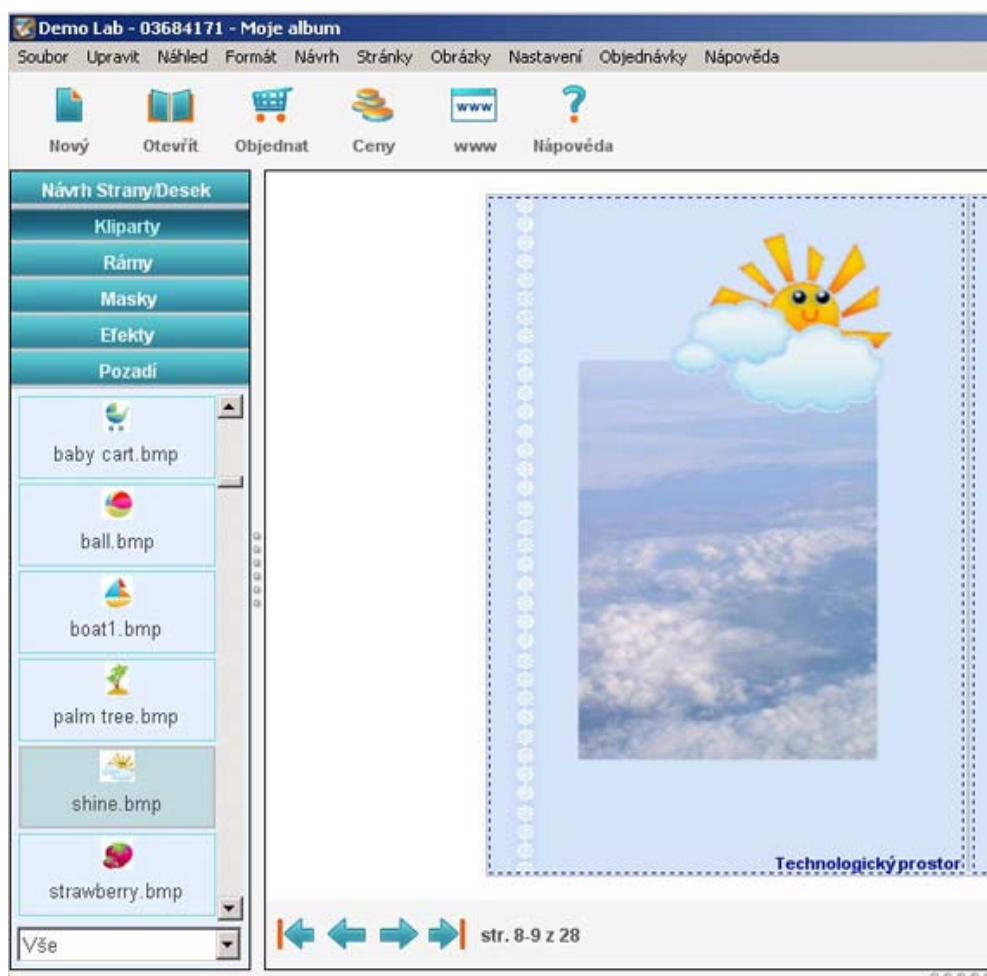 Demo Lab - 03684171 - Moje album
Soubor Upravit Náhled Formát Návrh Stránky Obrázky Nastavení Objednávky Nápověda
www
Nový Otevřít Objednat Ceny www Nápověda
Návrh Strany/Desek
Kliparty
Rámy
Masky
Efekty
Pozadí
baby cart.bmp
ball.bmp
boat1.bmp
palm tree.bmp
shine.bmp
strawberry.bmp
Technologický prostor
Vše
str. 8-9 z 28